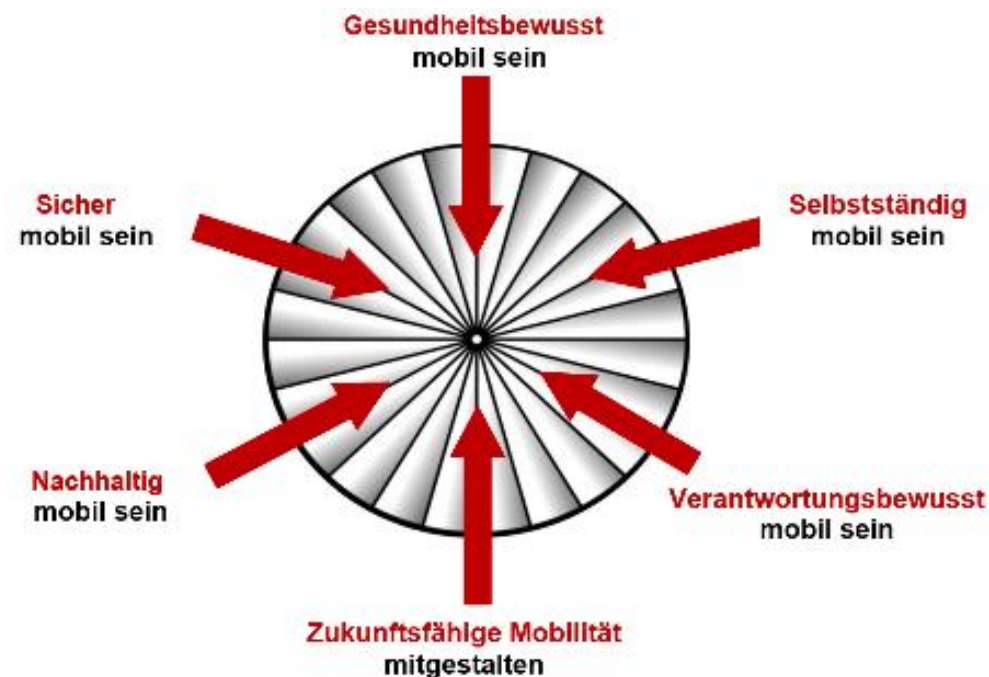 Gesundheitsbewusst
mobil sein
Sicher
mobil sein
Selbstständig
mobil sein
Nachhaltig
mobil sein
Verantwortungsbewusst
mobil sein
Zukunftsfähige Mobilität
mitgestalten